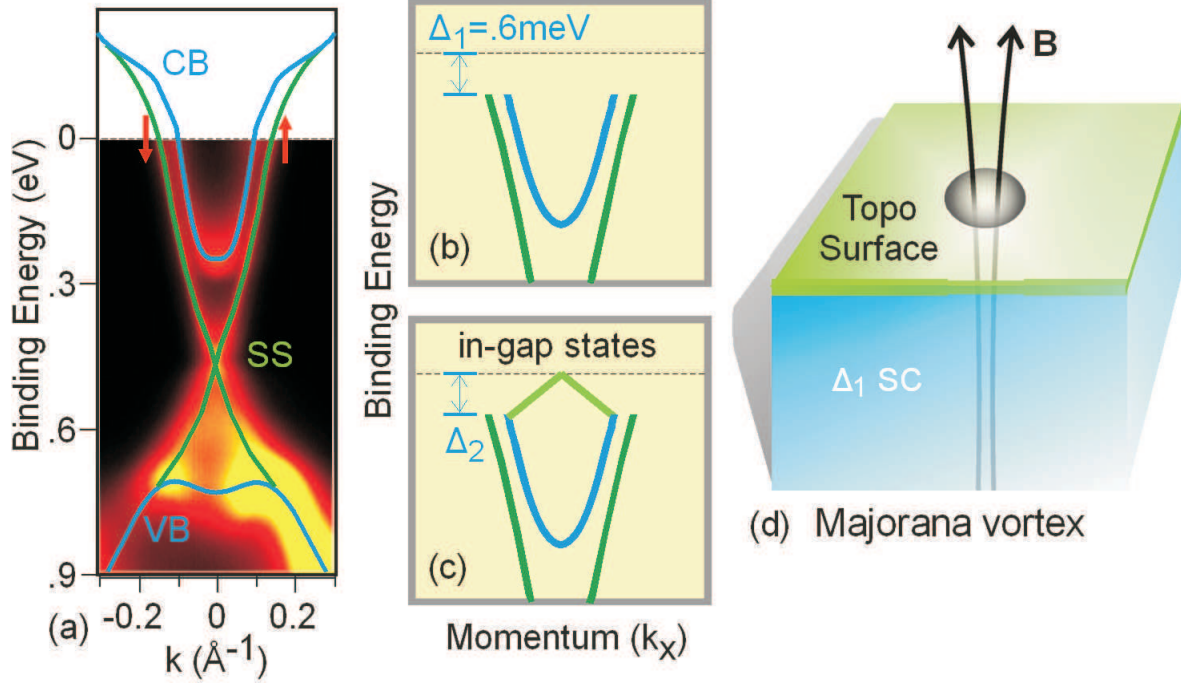 CB
0
.3
.6
.9
Binding Energy (eV)
SS
VB
-0.2
0
0.2
(a)
k (Å⁻¹)
Δ₁=.6meV
(b)
Binding Energy
in-gap states
Δ₂
(c)
Momentum (kₓ)
B
Topo
Surface
Δ₁ SC
(d) Majorana vortex